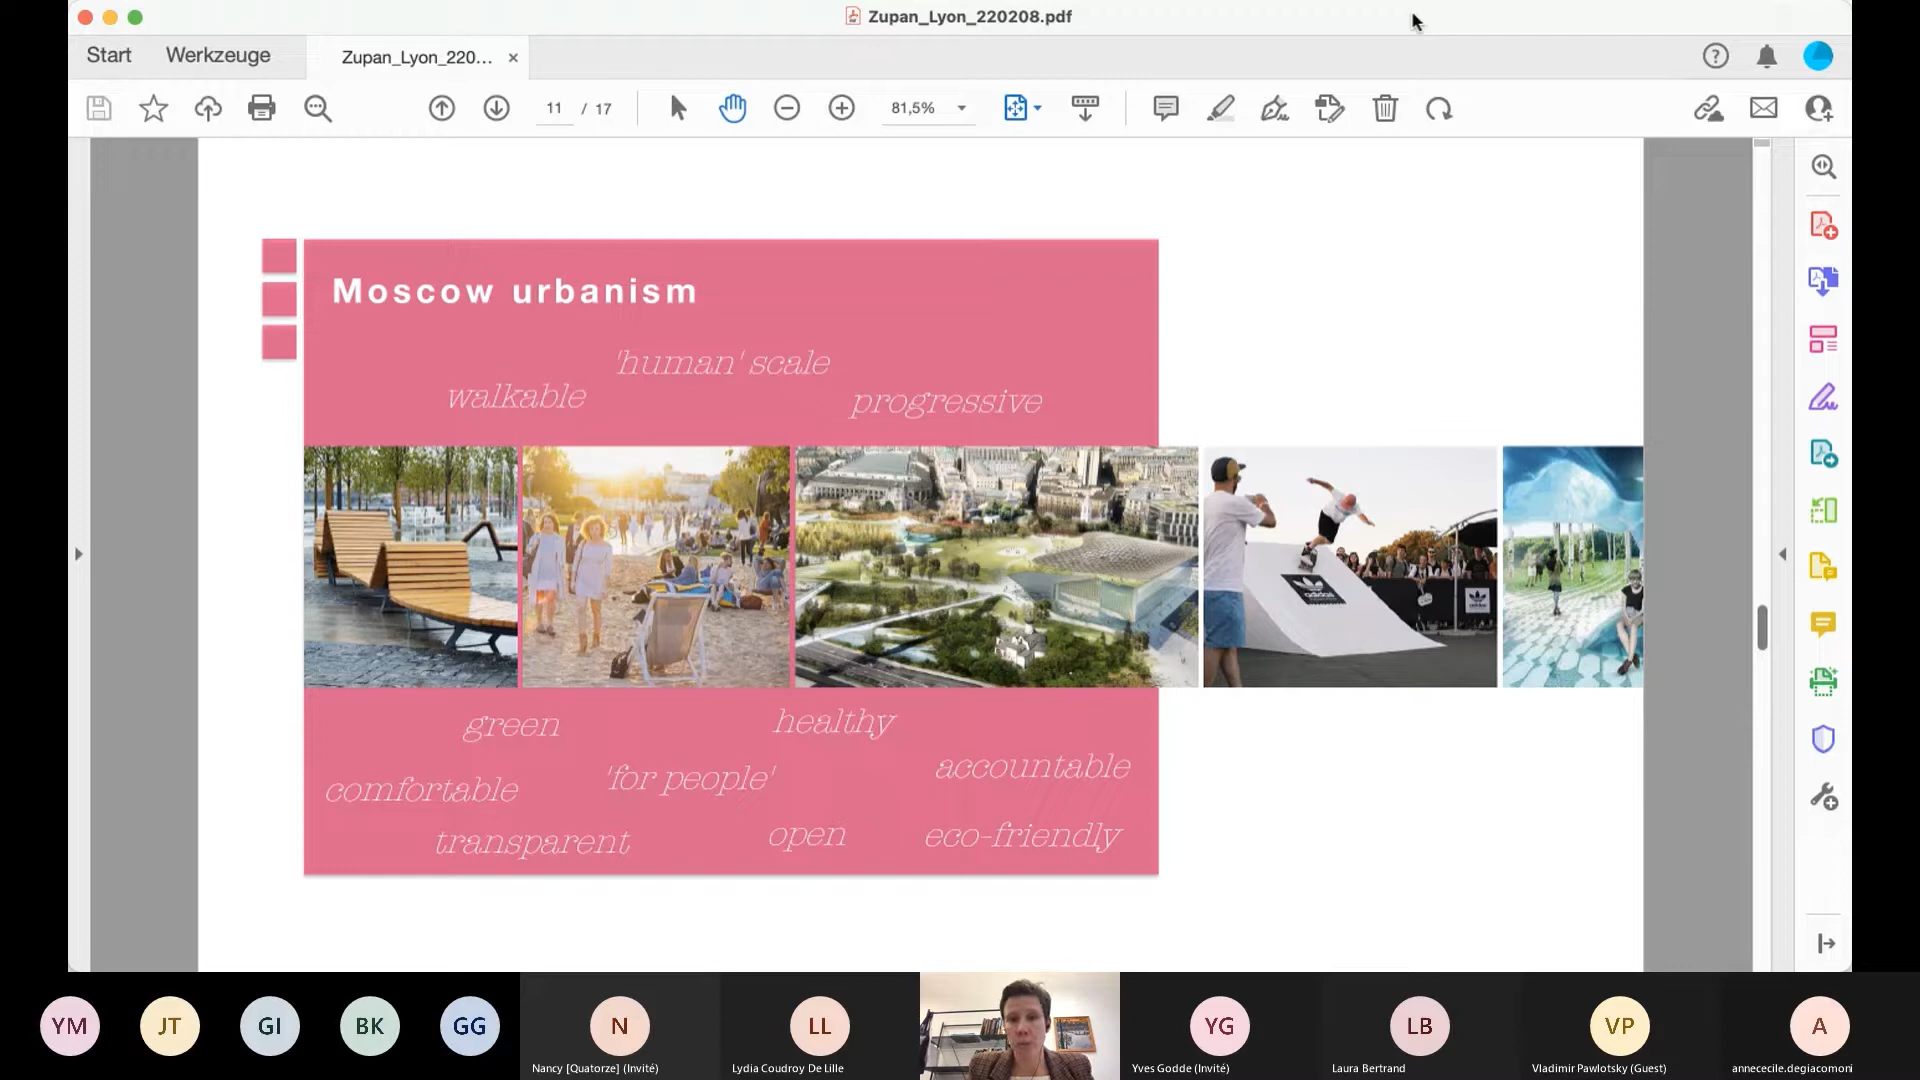 Zupan_Lyon_220208.pdf
Start
Werkzeuge
Zupan_Lyon_220... ×
11 / 17
81,5%
Moscow urbanism
'human' scale
walkable
progressive
adidas
green
healthy
accountable
'for people'
comfortable
open
eco-friendly
transparent
YM
JT
GI
BK
GG
N
LL
YG
LB
VP
A
Nancy [Quatorze] (Invité)
Lydia Coudroy De Lille
Yves Godde (Invité)
Laura Bertrand
Vladimir Pawlotsky (Guest)
annececile.degiacomoni